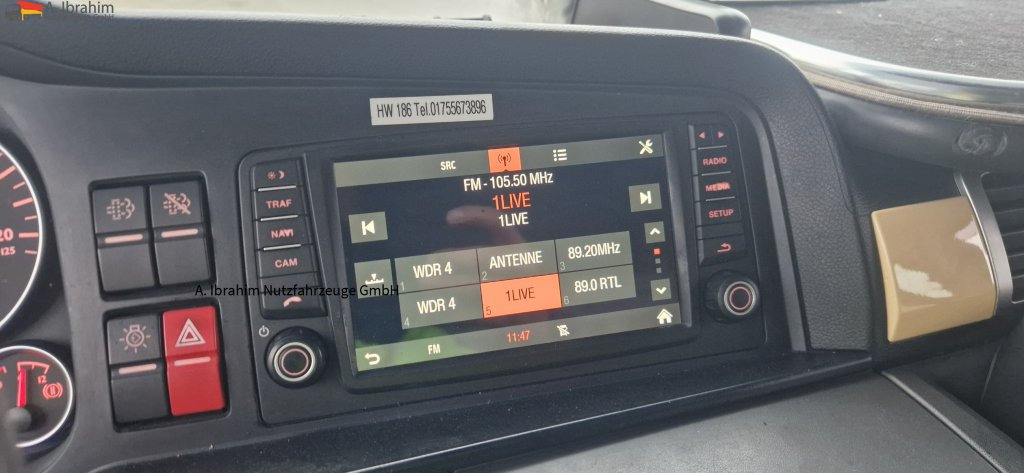 A. Ibrahim
HW 186 Tel.01755673896
SRC
FM - 105.50 MHz
1LIVE
1LIVE
TRAF
NAVI
CAM
RADIO
MEDIA
SETUP
WDR 4
1
ANTENNE
2
89.20MHz
3
WDR 4
4
1LIVE
5
89.0 RTL
6
FM
11:47
A. Ibrahim Nutzfahrzeuge GmbH
20
125
12